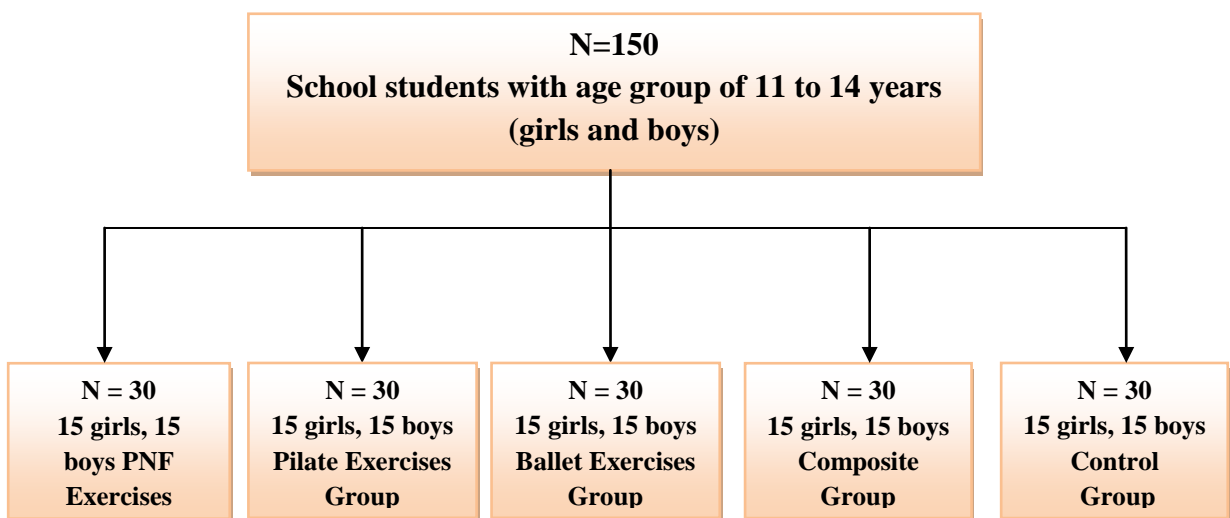 N=150
School students with age group of 11 to 14 years
(girls and boys)
N = 30
15 girls, 15
boys PNF
Exercises
N = 30
15 girls, 15 boys
Pilate Exercises
Group
N = 30
15 girls, 15 boys
Ballet Exercises
Group
N = 30
15 girls, 15 boys
Composite
Group
N = 30
15 girls, 15 boys
Control
Group